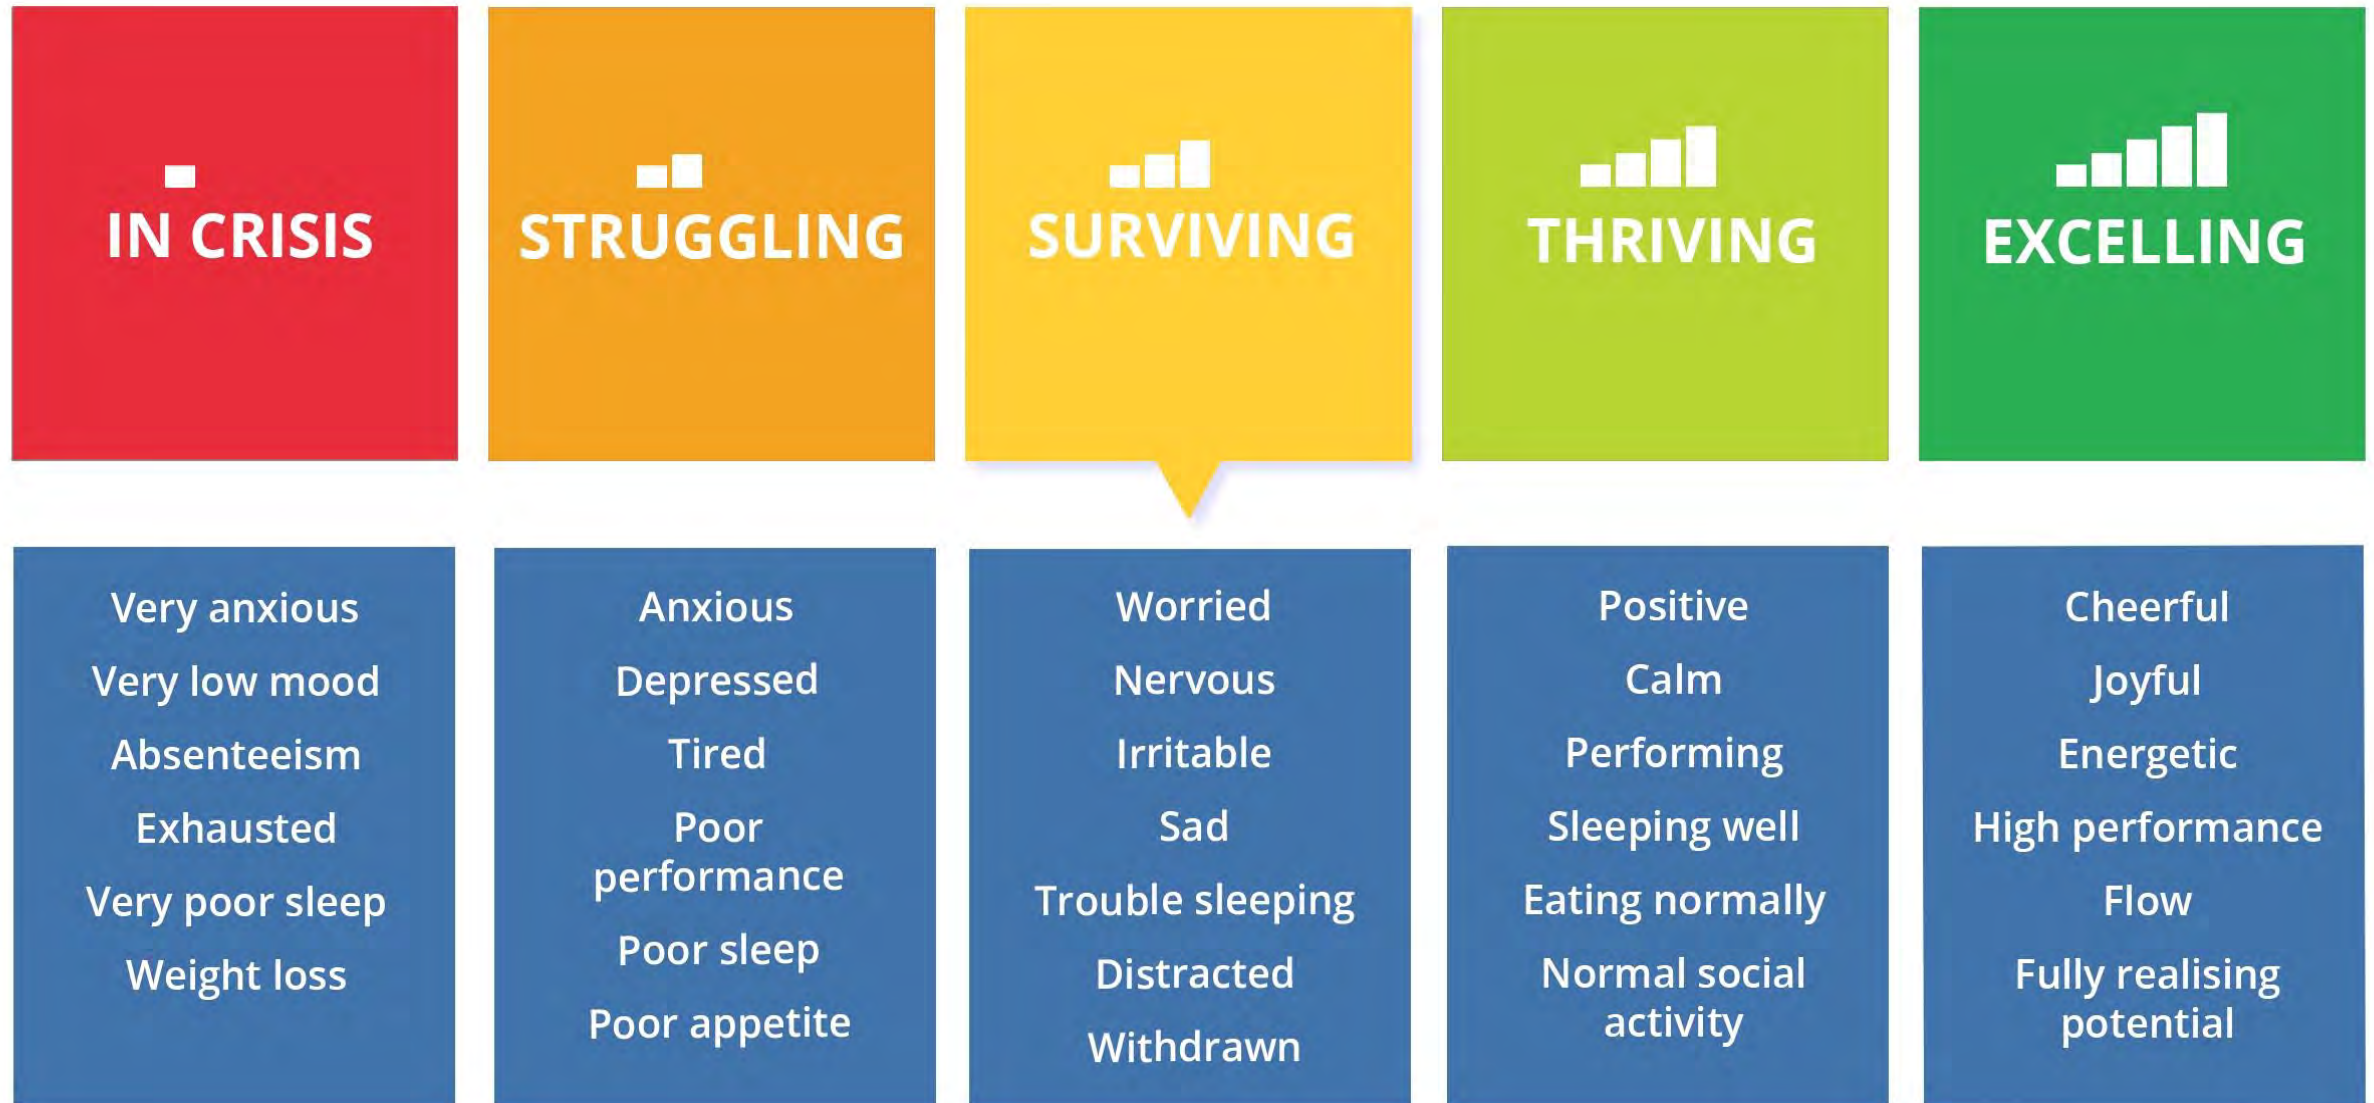 IN CRISIS
STRUGGLING
SURVIVING
THRIVING
EXCELLING
Very anxious
Very low mood
Absenteeism
Exhausted
Very poor sleep
Weight loss
Anxious
Depressed
Tired
Poor
performance
Poor sleep
Poor appetite
Worried
Nervous
Irritable
Sad
Trouble sleeping
Distracted
Withdrawn
Positive
Calm
Performing
Sleeping well
Eating normally
Normal social
activity
Cheerful
Joyful
Energetic
High performance
Flow
Fully realising
potential